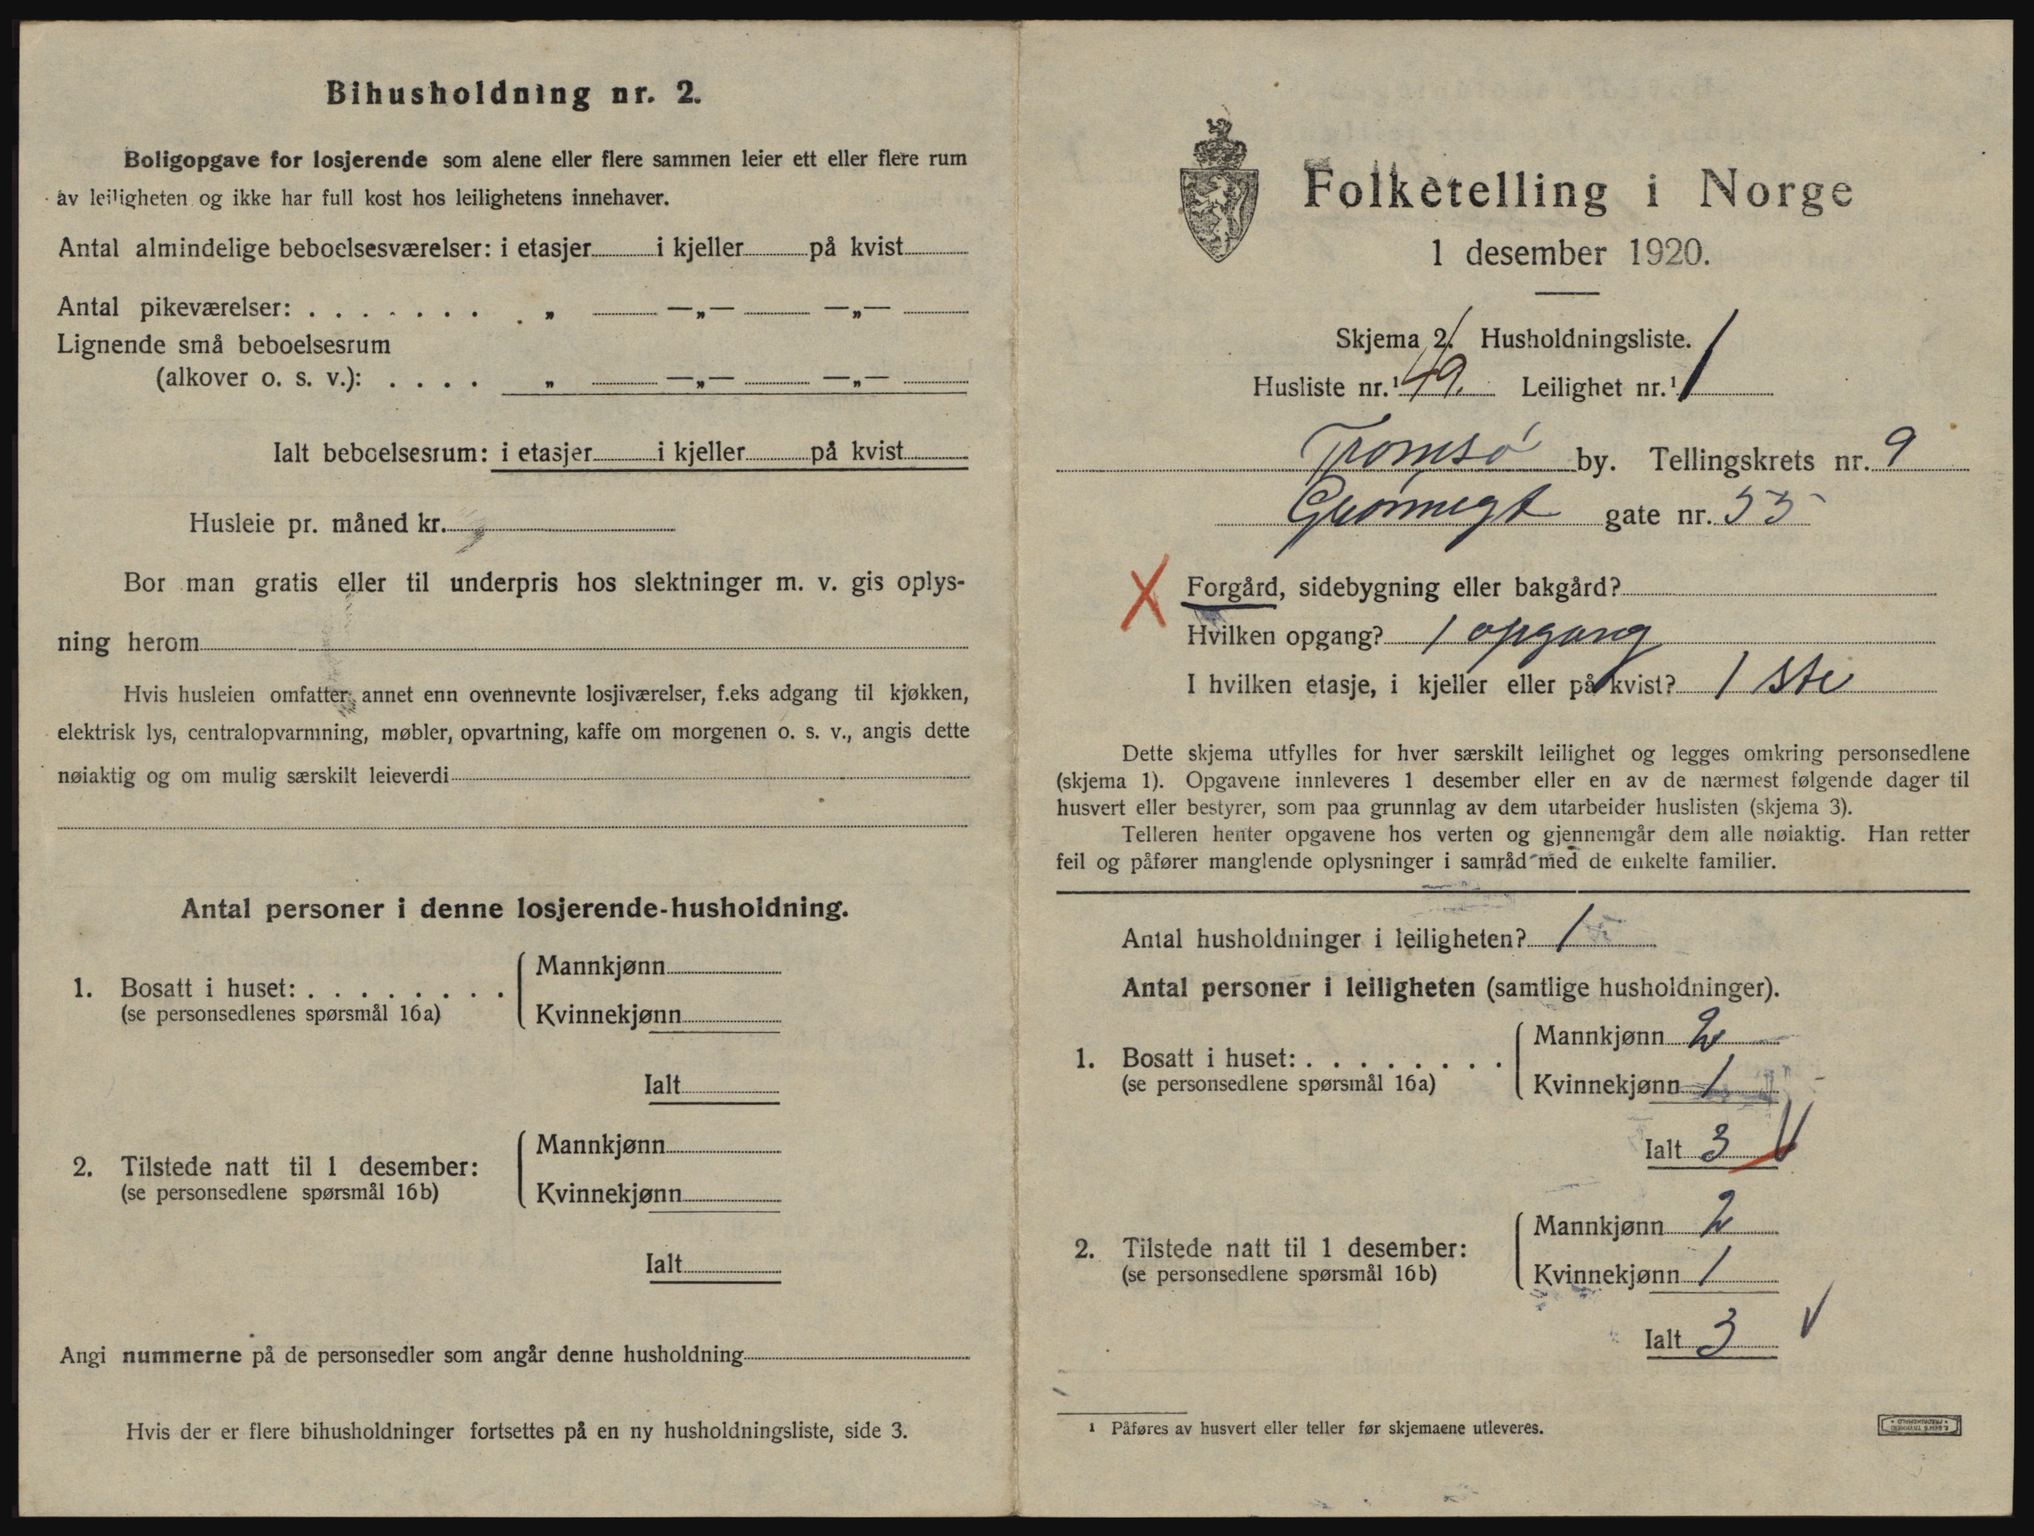 Bihusholdning nr. 2.
Boligopgave for losjerende som alene eller flere sammen leier ett eller flere rum
av leiligheten og ikke har full kost hos leilighetens innehaver.
Antal almindelige beboelsesværelser: i etasjer i kjeller på kvist
Antal pikeværelser: . . . . . . . „ —„— —„—
Lignende små beboelsesrum
(alkover o. s. v.): . . . . „ —„— —„—
Ialt beboelsesrum: i etasjer i kjeller på kvist
Husleie pr. måned kr.
Bor man gratis eller til underpris hos slektninger m. v. gis oplys-
ning herom
Hvis husleien omfatter annet enn ovennevnte losjiværelser, f.eks adgang til kjøkken,
elektrisk lys, centralopvarmning, møbler, opvartning, kaffe om morgenen o. s. v., angis dette
nøiaktig og om mulig særskilt leieverdi
Antal personer i denne losjerende-husholdning.
1. Bosatt i huset: . . . . . . . . Mannkjønn
(se personsedlenes spørsmål 16a) Kvinnekjønn
Ialt
2. Tilstede natt til 1 desember: Mannkjønn
(se personsedlene spørsmål 16b) Kvinnekjønn
Ialt
Angi nummerne på de personsedler som angår denne husholdning
Hvis der er flere bihusholdninger fortsettes på en ny husholdningsliste, side 3.
Folketelling i Norge
1 desember 1920.
Skjema 2. Husholdningsliste.
Husliste nr.¹ 49 Leilighet nr.¹ 1
Tromsø by. Tellingskrets nr. 9
Grønnegt gate nr. 55
X Forgård, sidebygning eller bakgård?
Hvilken opgang? 1 opgang
I hvilken etasje, i kjeller eller på kvist? 1 ste
Dette skjema utfylles for hver særskilt leilighet og legges omkring personsedlene
(skjema 1). Opgavene innleveres 1 desember eller en av de nærmest følgende dager til
husvert eller bestyrer, som paa grunnlag av dem utarbeider huslisten (skjema 3).
Telleren henter opgavene hos verten og gjennemgår dem alle nøiaktig. Han retter
feil og påfører manglende oplysninger i samråd med de enkelte familier.
Antal husholdninger i leiligheten? 1
Antal personer i leiligheten (samtlige husholdninger).
1. Bosatt i huset: . . . . . . . . Mannkjønn 2
(se personsedlene spørsmål 16a) Kvinnekjønn 1
Ialt 3
2. Tilstede natt til 1 desember: Mannkjønn 2
(se personsedlene spørsmål 16b) Kvinnekjønn 1
Ialt 3
¹ Påføres av husvert eller teller før skjemaene utleveres.